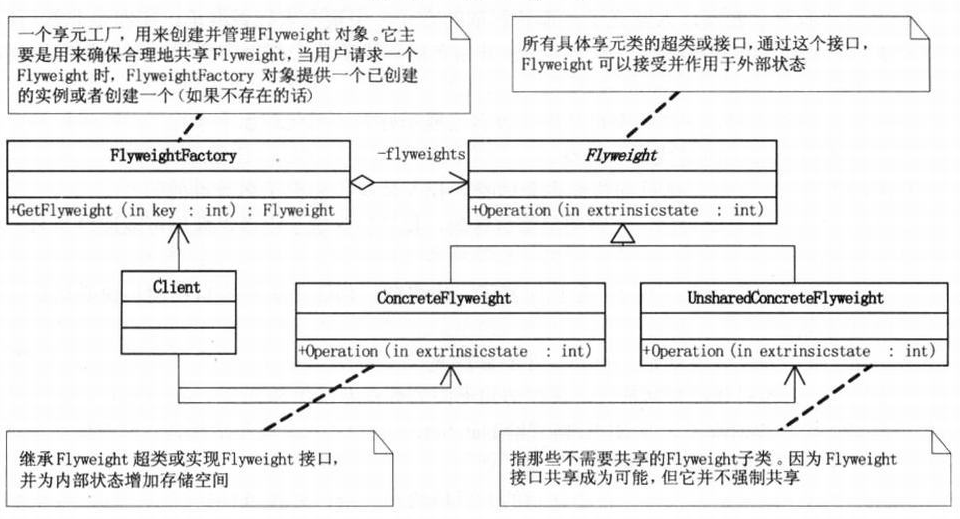 一个享元工厂，用来创建并管理Flyweight 对象。它主
要是用来确保合理地共享Flyweight，当用户请求一个
Flyweight 时，FlyweightFactory 对象提供一个已创建
的实例或者创建一个(如果不存在的话)
所有具体享元类的超类或接口，通过这个接口，
Flyweight 可以接受并作用于外部状态
FlyweightFactory
+GetFlyweight (in key : int) : Flyweight
-flyweights
Flyweight
+Operation (in extrinsicstate : int)
Client
ConcreteFlyweight
+Operation (in extrinsicstate : int)
UnsharedConcreteFlyweight
+Operation (in extrinsicstate : int)
继承Flyweight 超类或实现Flyweight 接口，
并为内部状态增加存储空间
指那些不需要共享的Flyweight子类。因为Flyweight
接口共享成为可能，但它并不强制共享